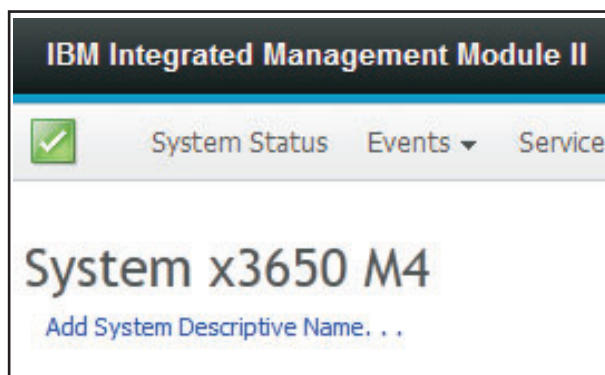 IBM Integrated Management Module II
System Status Events Service
System x3650 M4
Add System Descriptive Name. . .